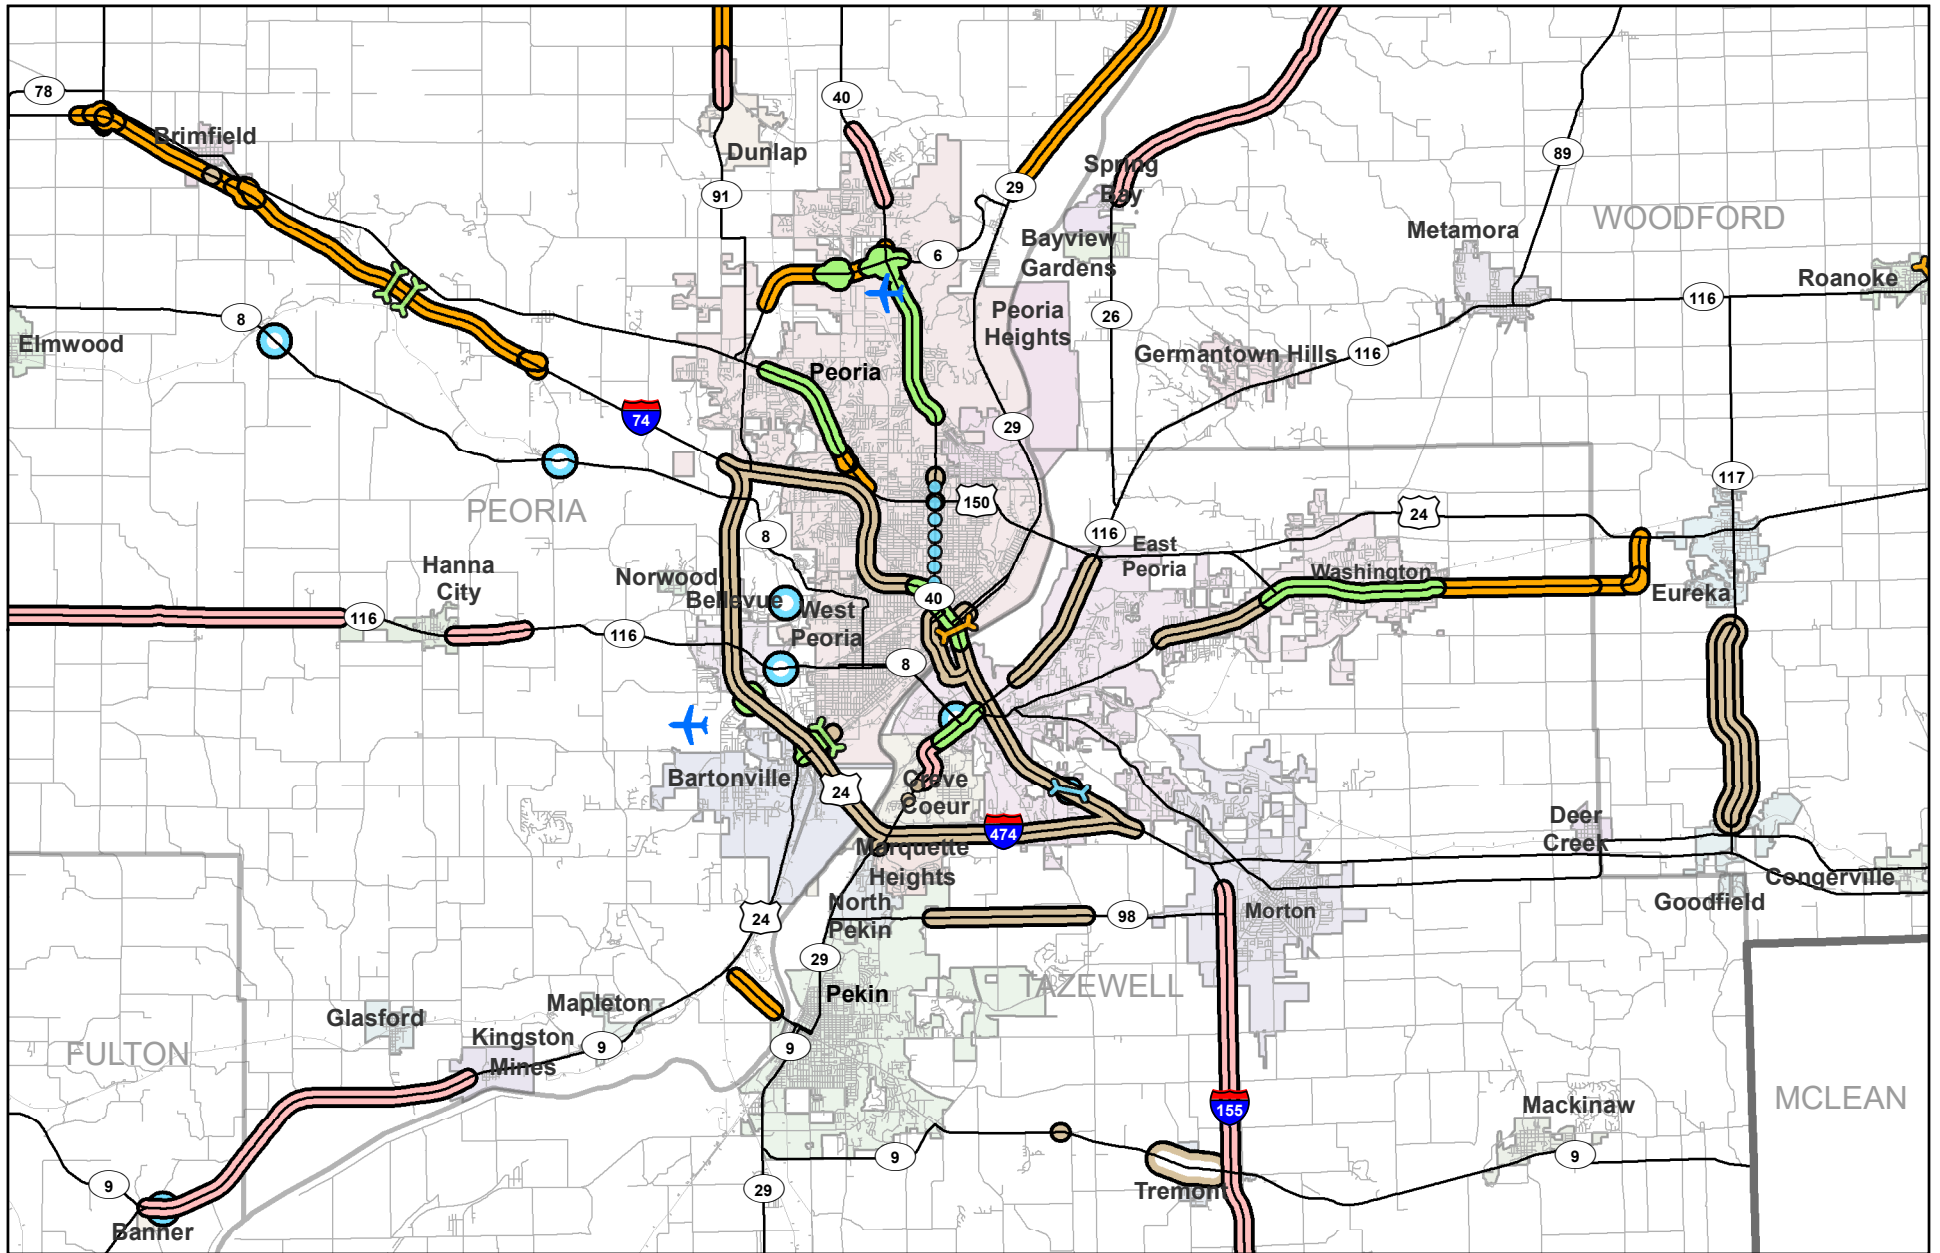 78
40
Brimfield
Dunlap
89
Spring
Bay
29
91
WOODFORD
Metamora
Bayview
Gardens
6
Roanoke
116
8
26
Peoria
Heights
Elmwood
Germantown Hills
116
Peoria
74
29
117
150
24
PEORIA
8
116
East
Peoria
Hanna
City
Norwood
Washington
Bellevue
40
Eureka
West
Peoria
116
116
8
Bartonville
24
Creve
Coeur
474
Deer
Creek
Marquette
Heights
Congerville
North
Pekin
24
98
Morton
Goodfield
29
TAZEWELL
Pekin
Mapleton
Glasford
Kingston
Mines
9
9
FULTON
155
Mackinaw
MCLEAN
9
9
9
Tremont
29
Banner